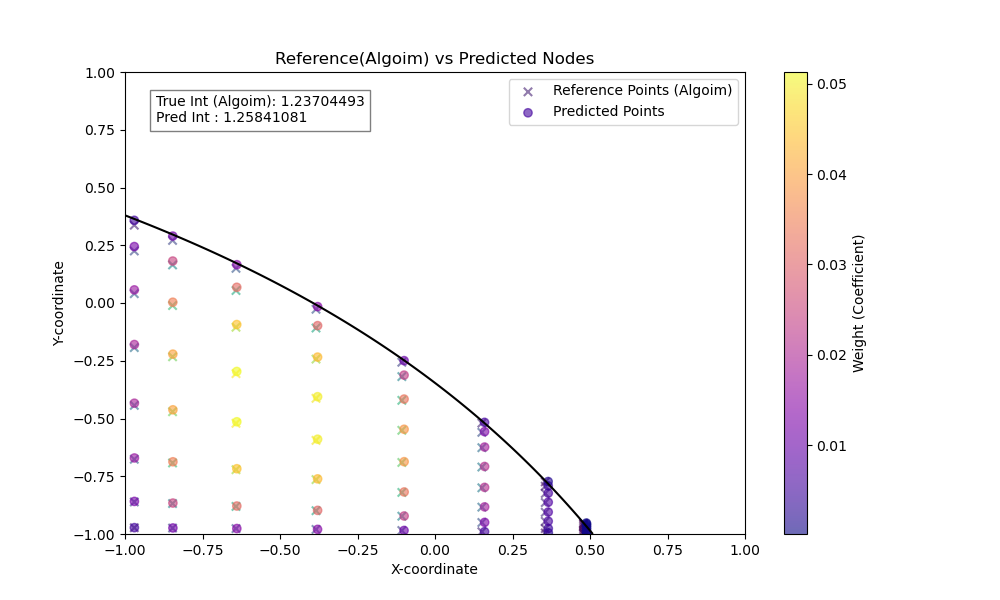 Reference(Algoim) vs Predicted Nodes
True Int (Algoim): 1.23704493
Pred Int : 1.25841081
Reference Points (Algoim)
Predicted Points
1.00
0.75
0.50
0.25
0.00
−0.25
−0.50
−0.75
−1.00
Y-coordinate
−1.00
−0.75
−0.50
−0.25
0.00
0.25
0.50
0.75
1.00
X-coordinate
0.05
0.04
0.03
0.02
0.01
Weight (Coefficient)